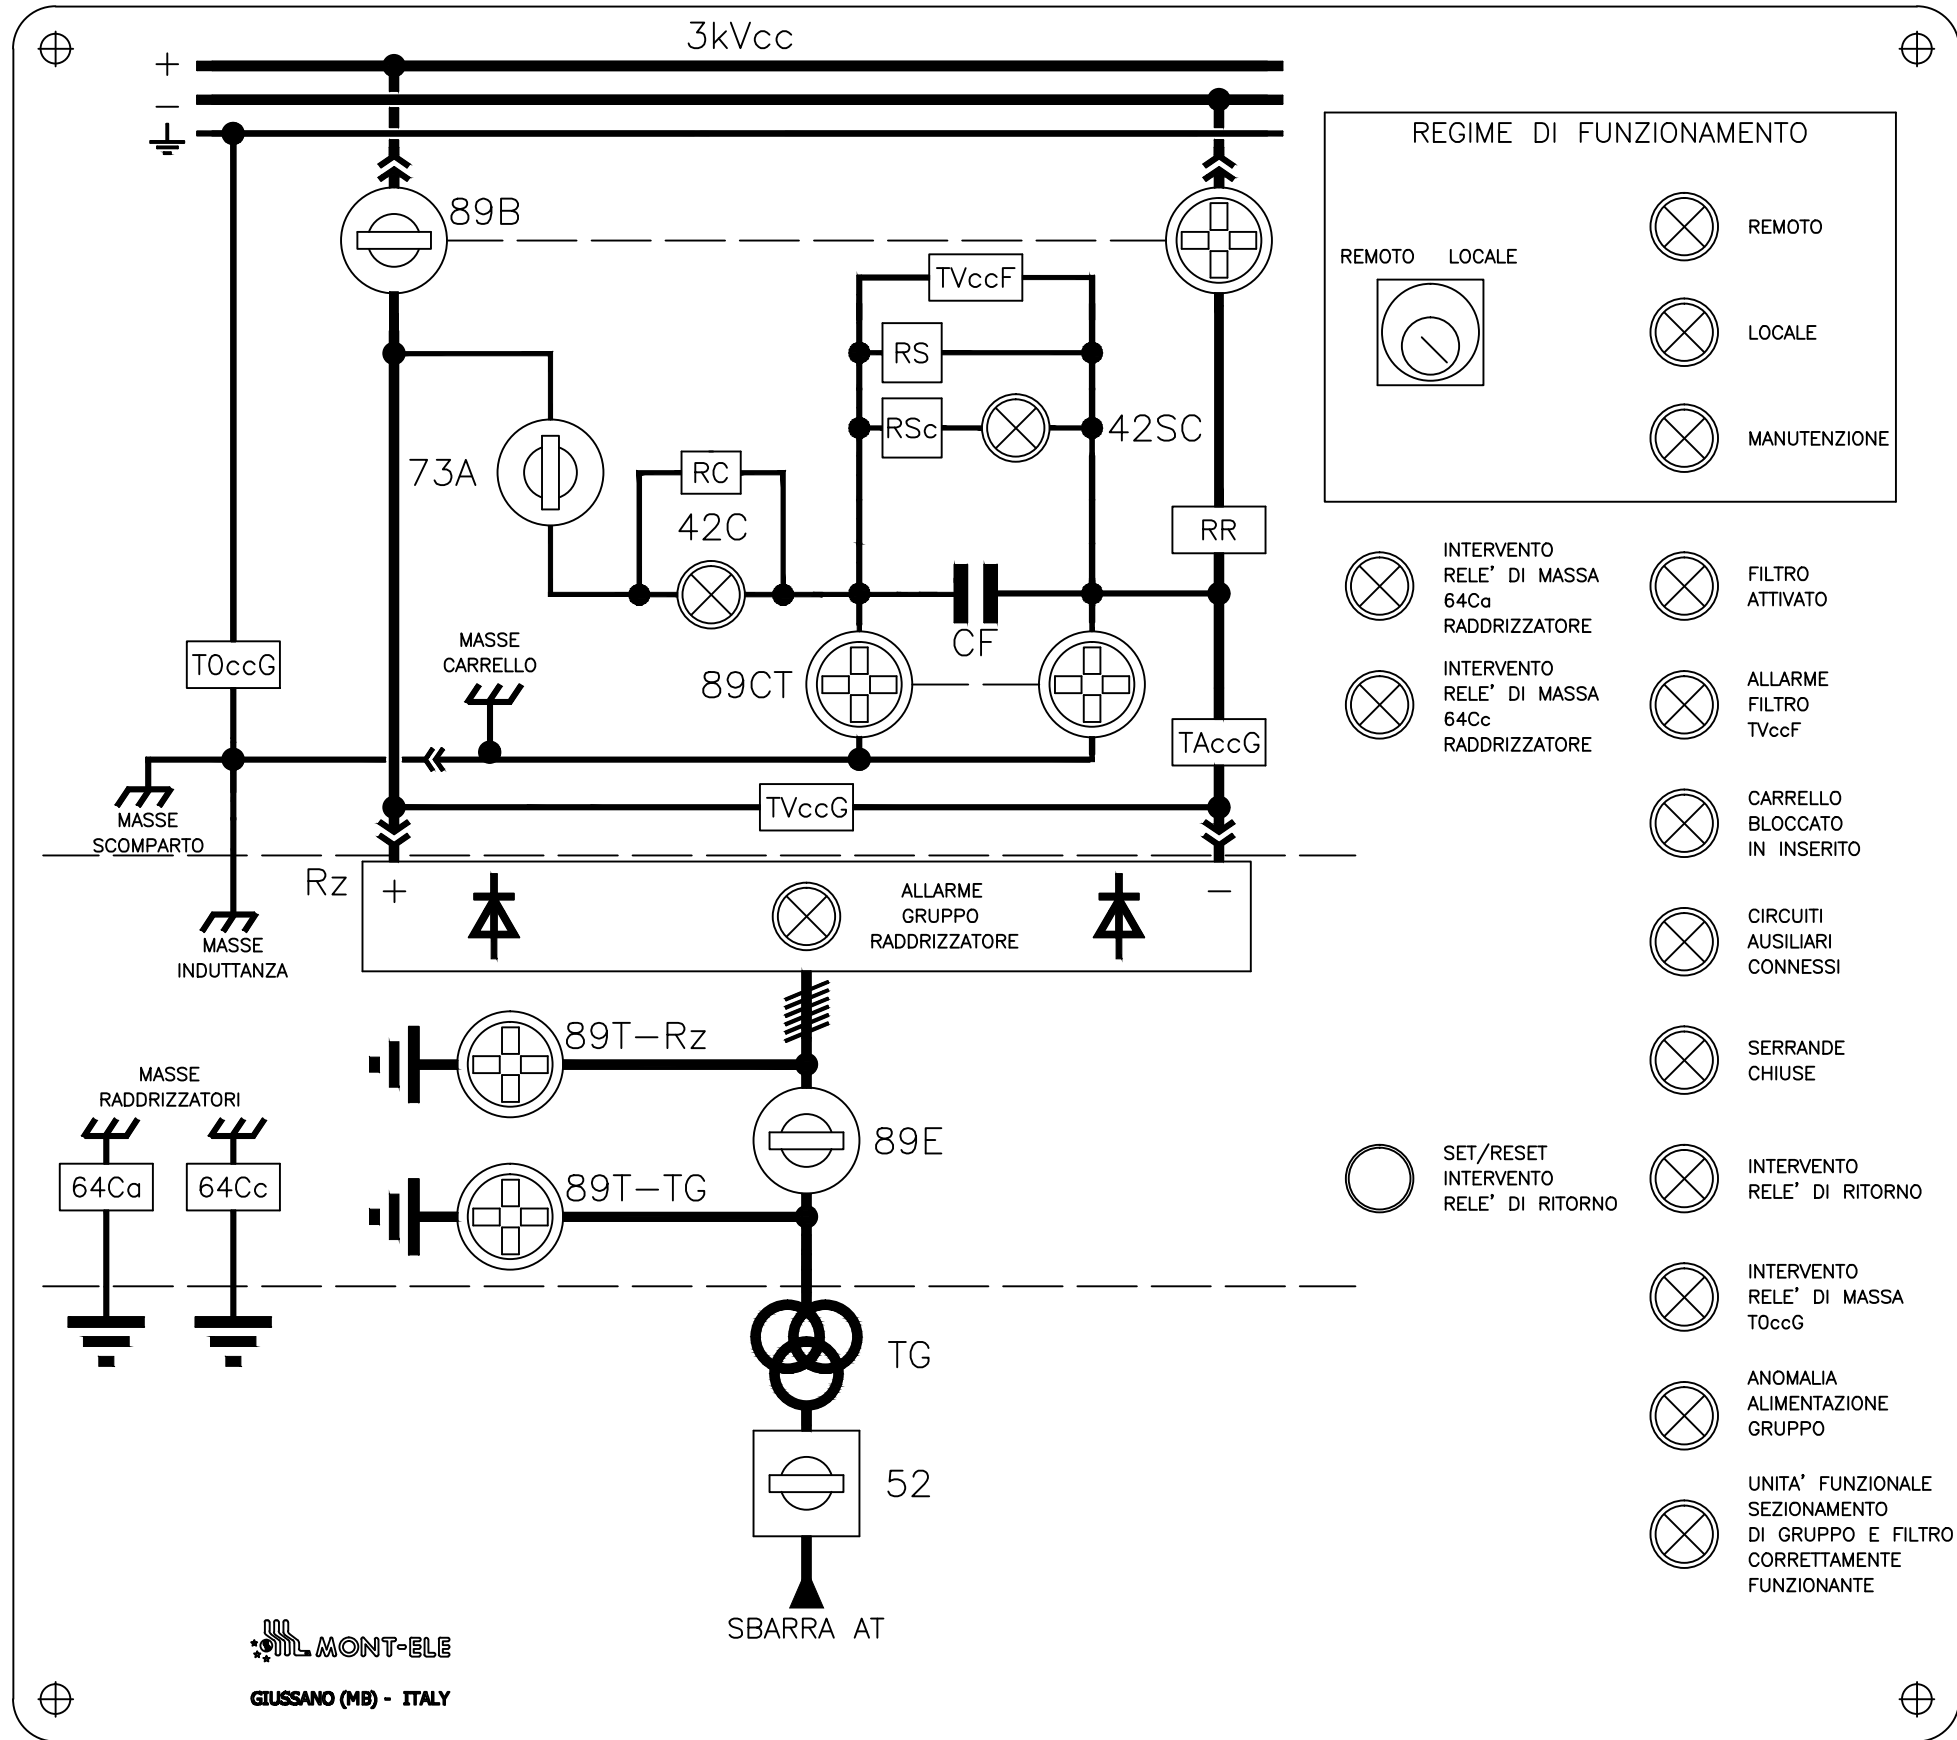 3kVcc
+
−
REGIME DI FUNZIONAMENTO
REMOTO LOCALE
REMOTO
LOCALE
MANUTENZIONE
89B
TVccF
RS
RSc
42SC
73A
RC
42C
RR
CF
89CT
TOccG
MASSE
CARRELLO
TAccG
TVccG
MASSE
SCOMPARTO
INTERVENTO
RELE' DI MASSA
64Ca
RADDRIZZATORE
FILTRO
ATTIVATO
INTERVENTO
RELE' DI MASSA
64Cc
RADDRIZZATORE
ALLARME
FILTRO
TVccF
CARRELLO
BLOCCATO
IN INSERITO
Rz
+
−
ALLARME
GRUPPO
RADDRIZZATORE
MASSE
INDUTTANZA
CIRCUITI
AUSILIARI
CONNESSI
89T−Rz
SERRANDE
CHIUSE
MASSE
RADDRIZZATORI
64Ca
64Cc
89E
89T−TG
SET/RESET
INTERVENTO
RELE' DI RITORNO
INTERVENTO
RELE' DI RITORNO
TG
INTERVENTO
RELE' DI MASSA
TOccG
ANOMALIA
ALIMENTAZIONE
GRUPPO
52
UNITA' FUNZIONALE
SEZIONAMENTO
DI GRUPPO E FILTRO
CORRETTAMENTE
FUNZIONANTE
SBARRA AT
MONT-ELE
GIUSSANO (MB) - ITALY